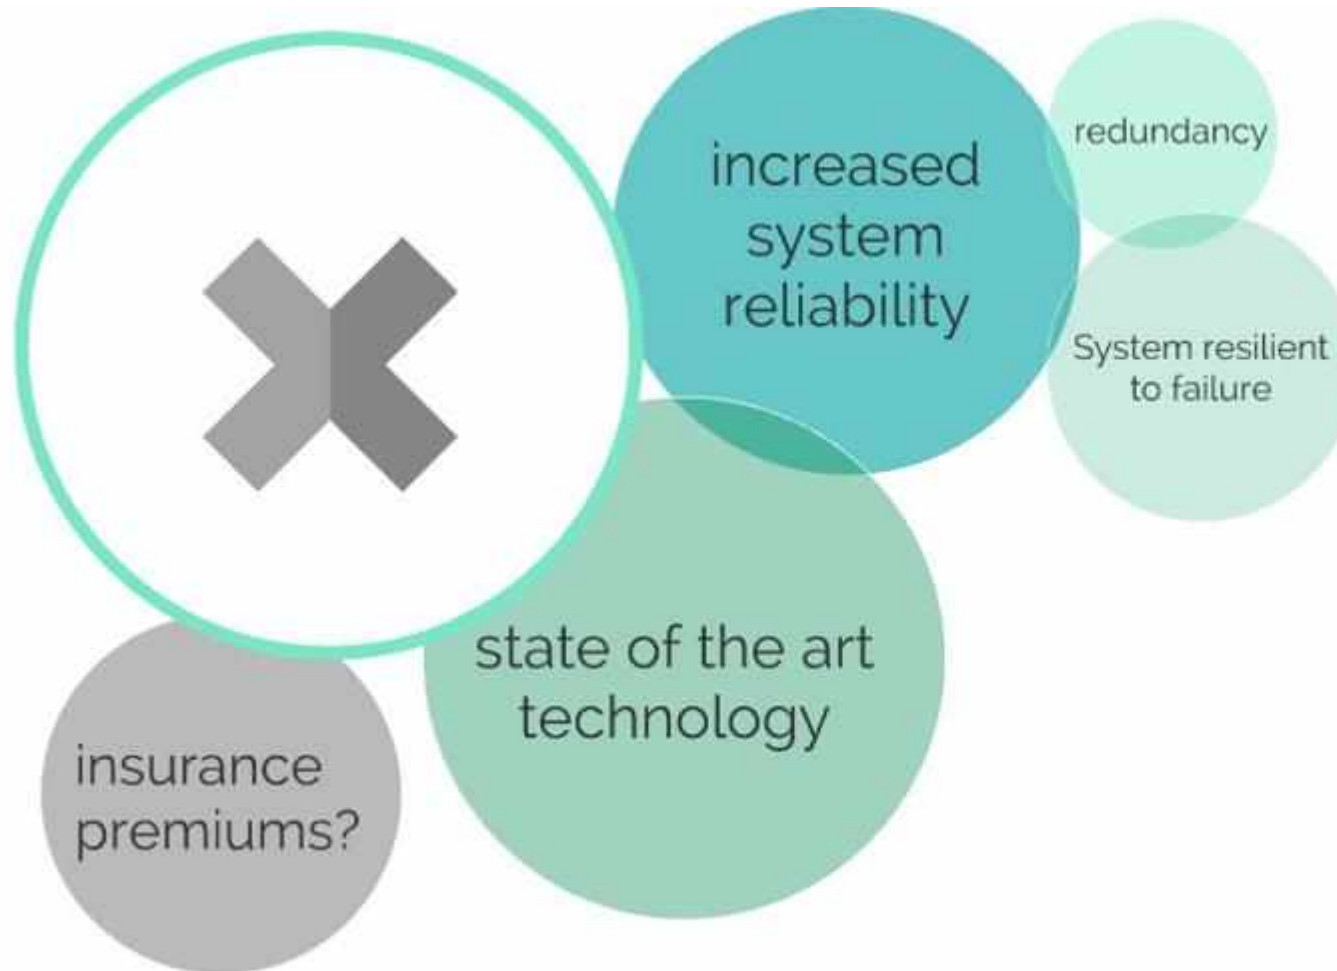 increased
system
reliability
redundancy
System resilient
to failure
state of the art
technology
insurance
premiums?